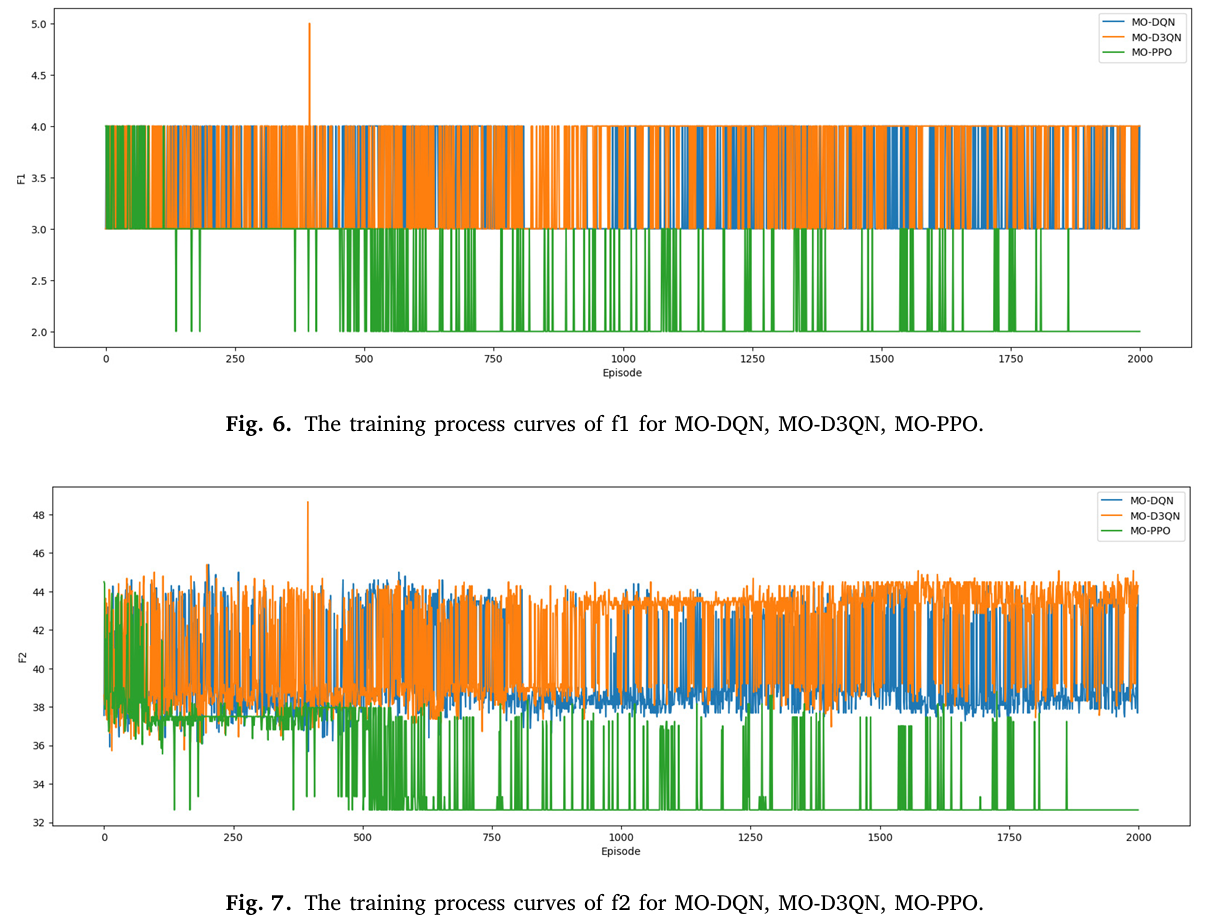 5.0
4.5
4.0
3.5
3.0
2.5
2.0
F1
0 250 500 750 1000 1250 1500 1750 2000
Episode
MO-DQN
MO-D3QN
MO-PPO
Fig. 6. The training process curves of f1 for MO-DQN, MO-D3QN, MO-PPO.
48
46
44
42
40
38
36
34
32
F2
0 250 500 750 1000 1250 1500 1750 2000
Episode
MO-DQN
MO-D3QN
MO-PPO
Fig. 7. The training process curves of f2 for MO-DQN, MO-D3QN, MO-PPO.